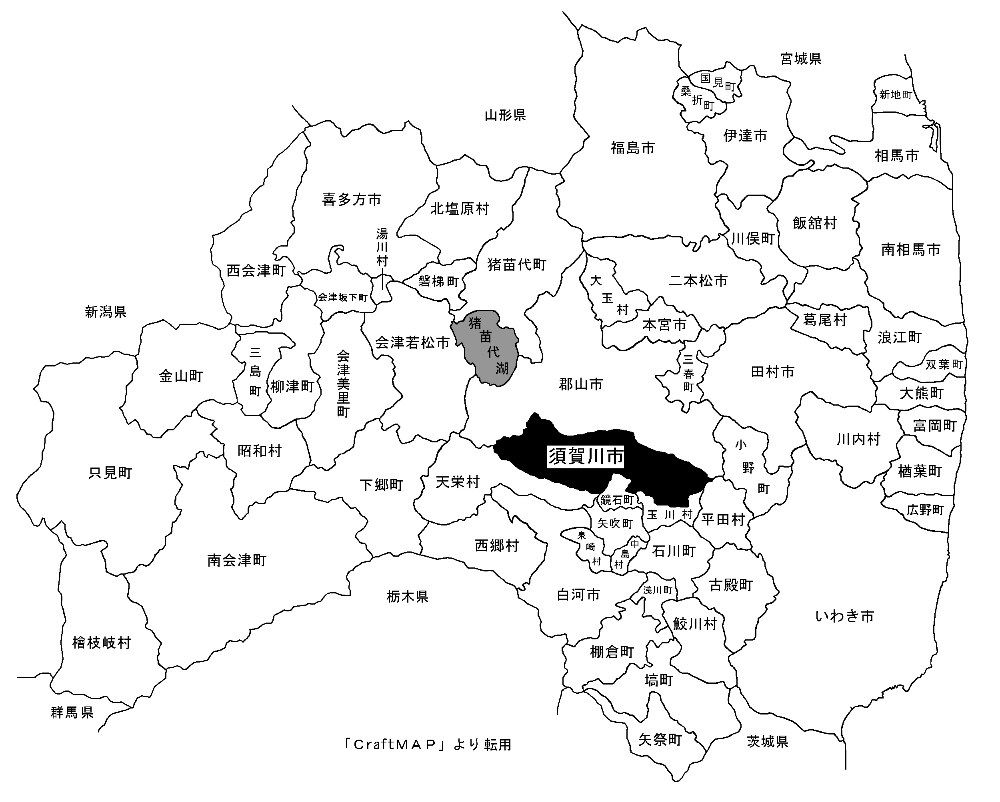 宮城県
国見町
桑折町
新地町
山形県
伊達市
福島市
相馬市
喜多方市
北塩原村
飯舘村
湯川村
川俣町
南相馬市
西会津町
猪苗代町
磐梯町
二本松市
大玉村
会津坂下町
新潟県
葛尾村
本宮市
猪苗代湖
浪江町
会津若松市
三島町
会津美里町
三春町
双葉町
田村市
金山町
柳津町
郡山市
大熊町
富岡町
川内村
昭和村
小野町
須賀川市
楢葉町
只見町
下郷町
天栄村
鏡石町
広野町
玉川村
平田村
矢吹町
泉崎村
中島村
西郷村
石川町
南会津町
古殿町
浅川町
白河市
栃木県
いわき市
鮫川村
檜枝岐村
棚倉町
塙町
群馬県
矢祭町
茨城県
「CraftMAP」より転用